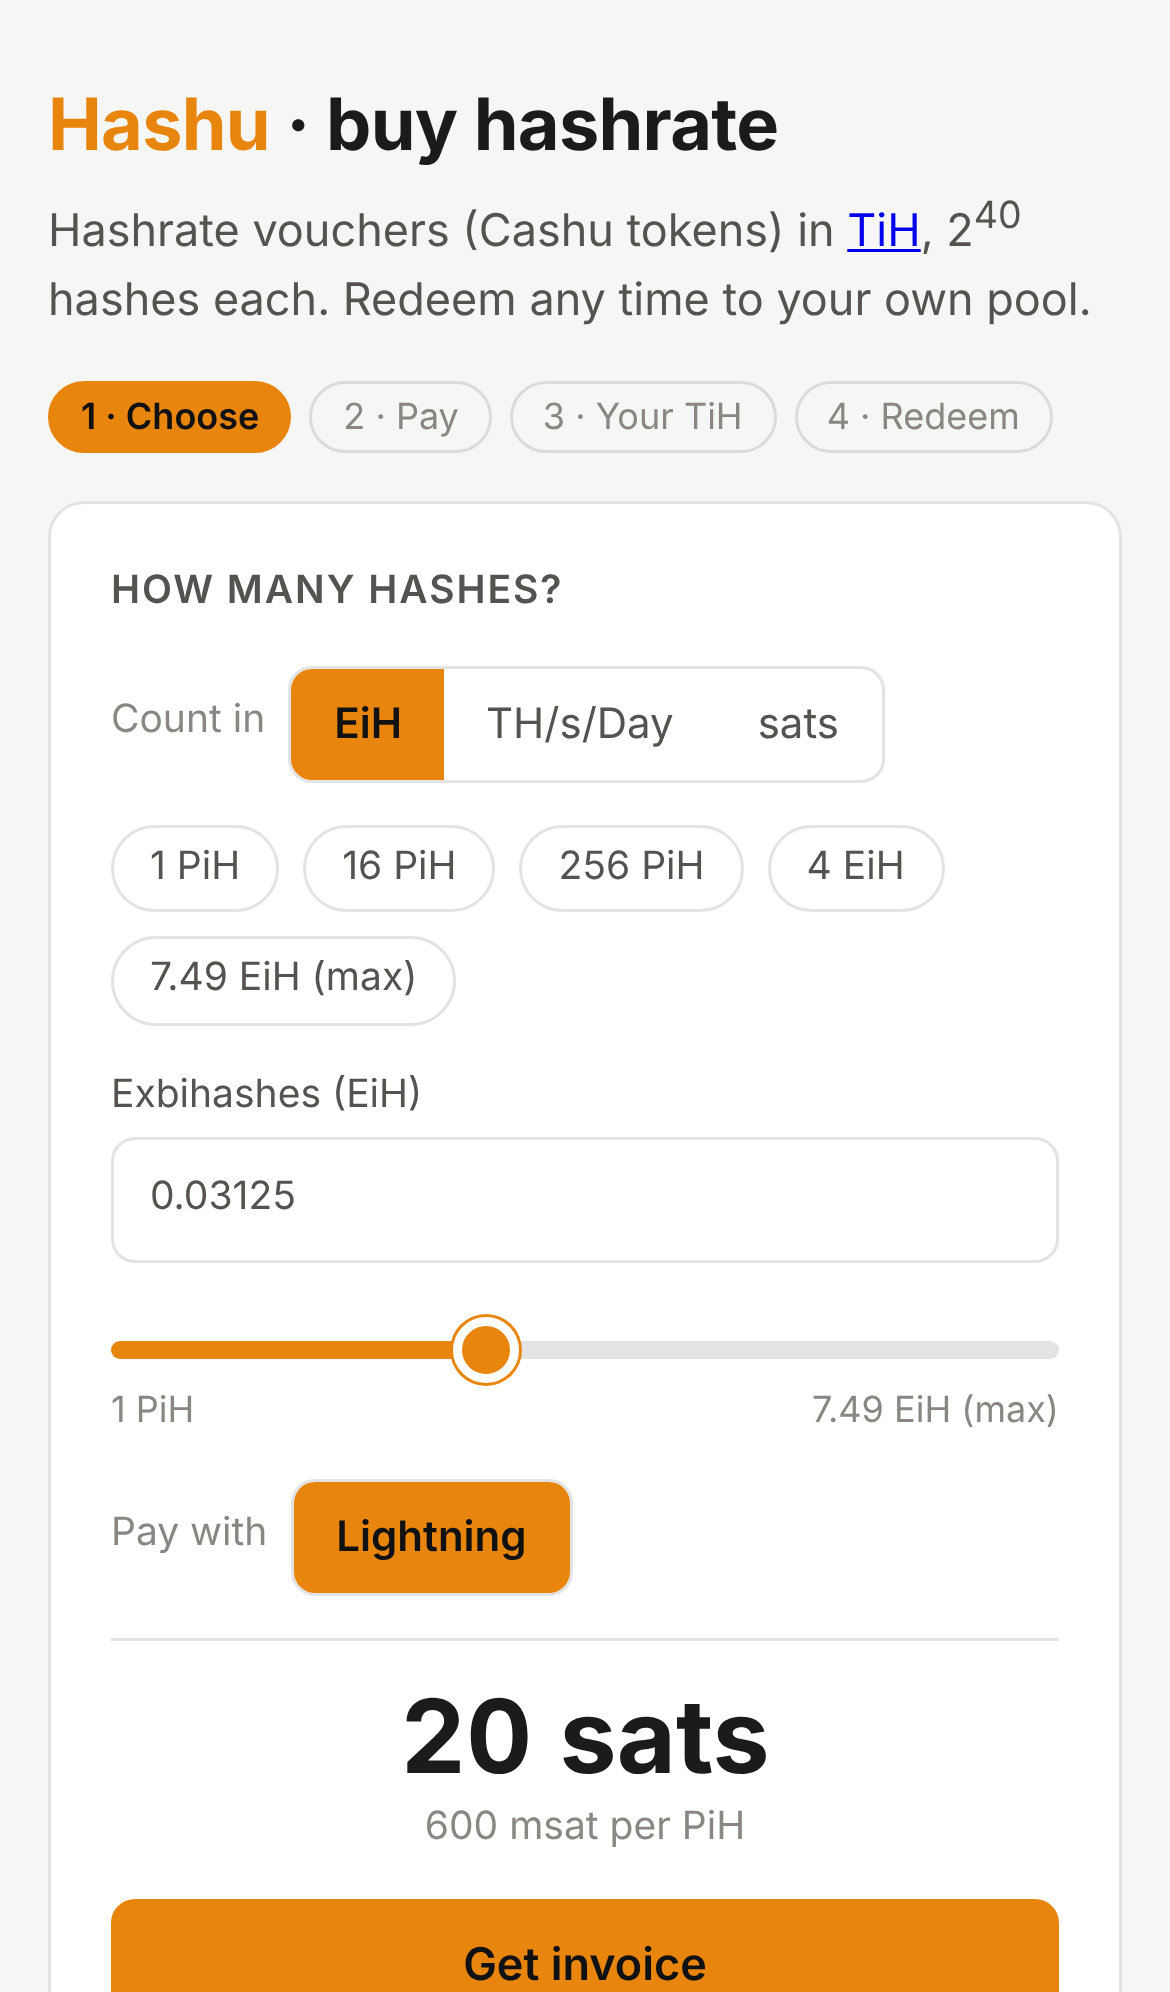 Hashu · buy hashrate
Hashrate vouchers (Cashu tokens) in TiH, 2⁴⁰
hashes each. Redeem any time to your own pool.
1 · Choose 2 · Pay 3 · Your TiH 4 · Redeem
HOW MANY HASHES?
Count in EiH TH/s/Day sats
1 PiH 16 PiH 256 PiH 4 EiH
7.49 EiH (max)
Exbihashes (EiH)
0.03125
1 PiH 7.49 EiH (max)
Pay with Lightning
20 sats
600 msat per PiH
Get invoice